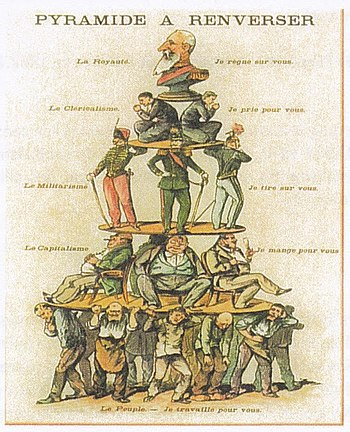 PYRAMIDE A RENVERSER
La Royauté. Je règne sur vous.
Le Cléricalisme. Je prie pour vous.
Le Militarisme Je tire sur vous.
Le Capitalisme Je mange pour vous
Le Peuple. — Je travaille pour vous.